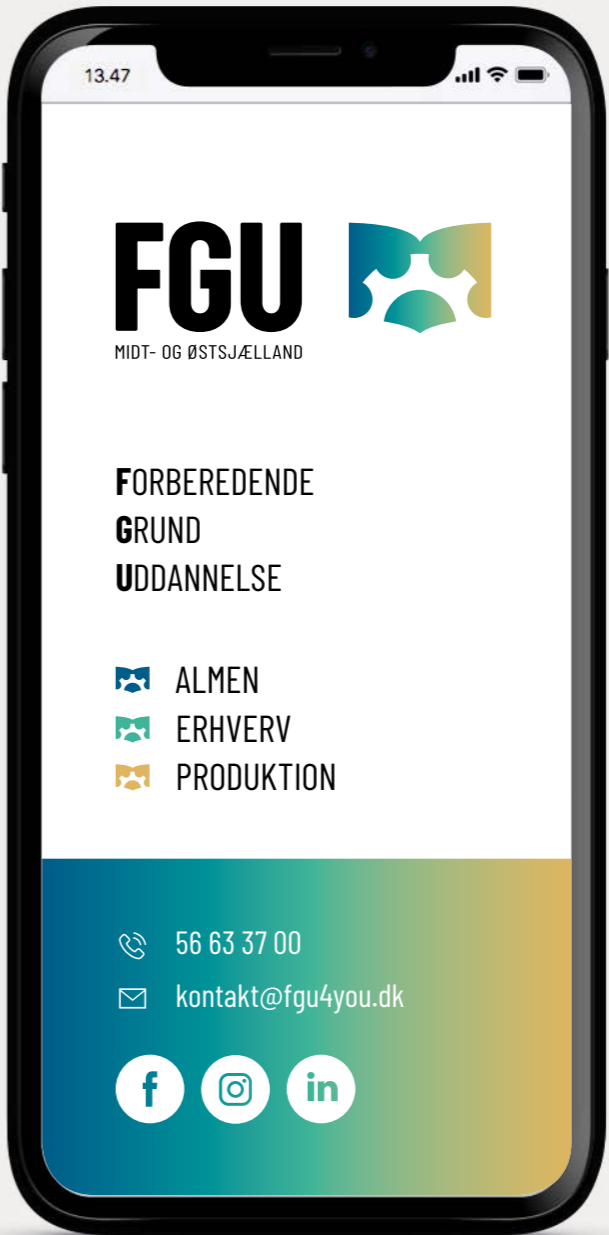 13.47
FGU
MIDT- OG ØSTSJÆLLAND
FORBEREDENDE
GRUND
UDDANNELSE
ALMEN
ERHVERV
PRODUKTION
56 63 37 00
kontakt@fgu4you.dk
f
in